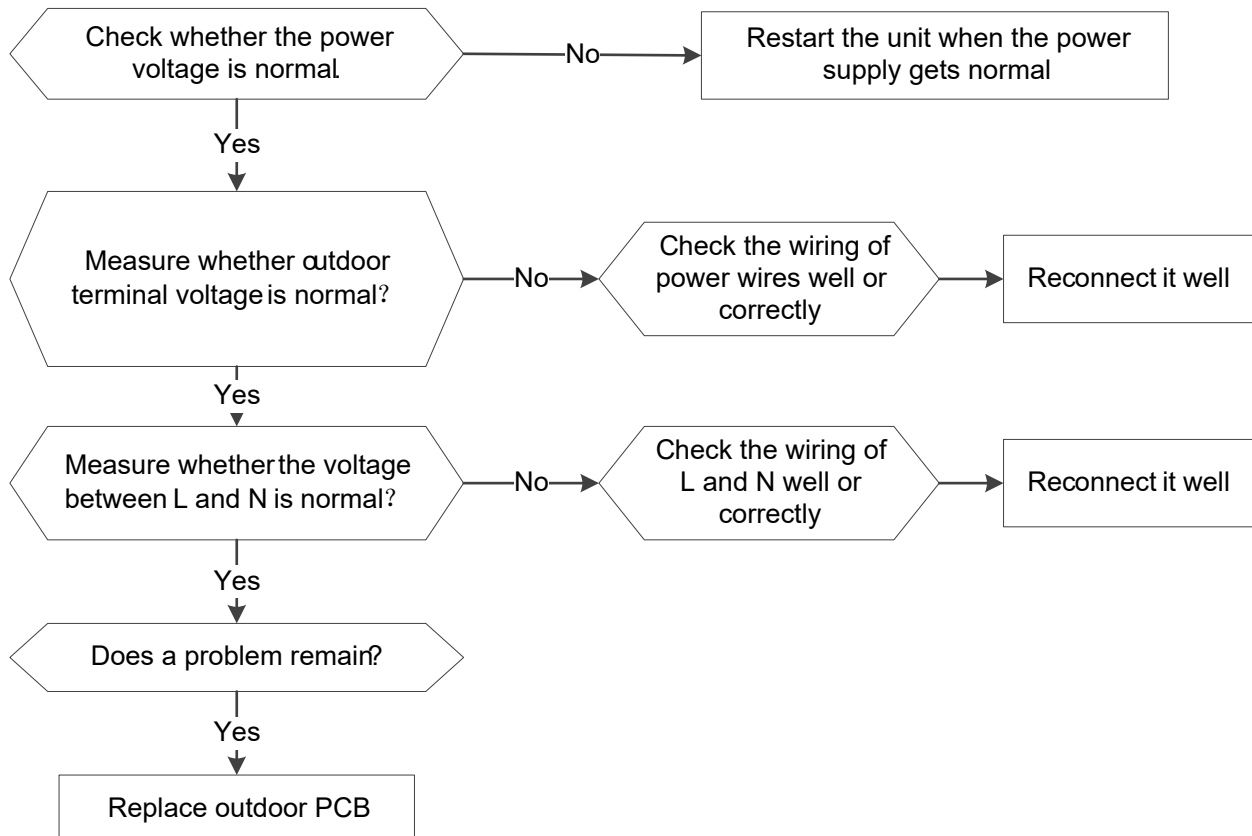 Check whether the power
voltage is normal.
No
Restart the unit when the power
supply gets normal
Yes
Measure whether outdoor
terminal voltage is normal?
No
Check the wiring of
power wires well or
correctly
Reconnect it well
Yes
Measure whether the voltage
between L and N is normal?
No
Check the wiring of
L and N well or
correctly
Reconnect it well
Yes
Does a problem remain?
Yes
Replace outdoor PCB